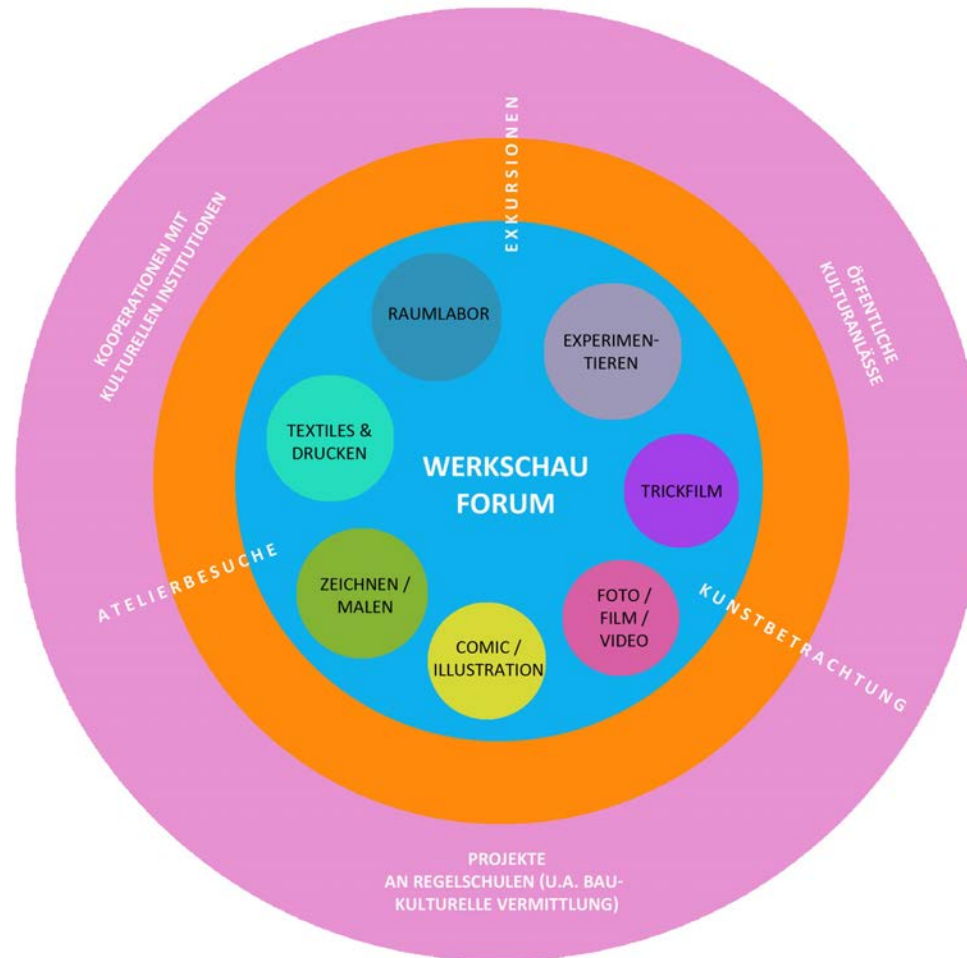 EXKURSIONEN
KOOPERATIONEN MIT
KULTURELLEN INSTITUTIONEN
ÖFFENTLICHE
KULTURANLÄSSE
RAUMLABOR
EXPERIMEN-
TIEREN
TEXTILES &
DRUCKEN
WERKSCHAU
FORUM
TRICKFILM
ATELIERBESUCHE
ZEICHNEN /
MALEN
FOTO /
FILM /
VIDEO
KUNSTBETRACHTUNG
COMIC /
ILLUSTRATION
PROJEKTE
AN REGELSCHULEN (U.A. BAU-
KULTURELLE VERMITTLUNG)